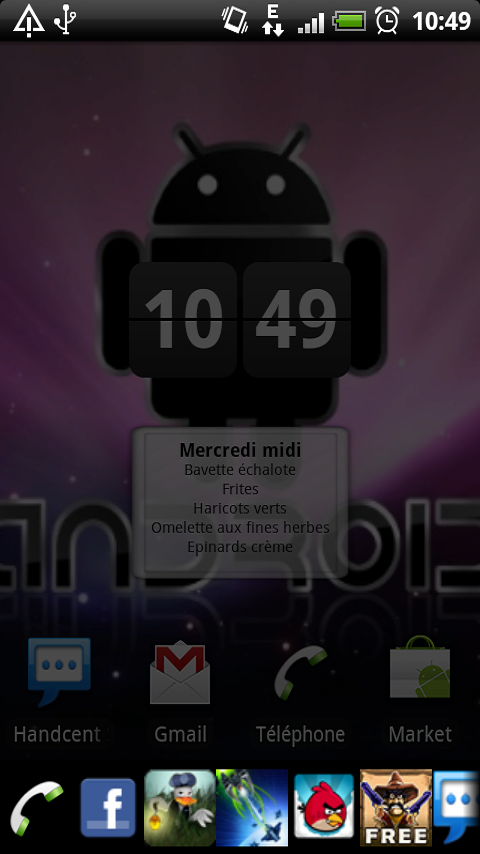 E
10:49
10 49
Mercredi midi
Bavette échalote
Frites
Haricots verts
Omelette aux fines herbes
Epinards crème
ANDROID
Handcent
Gmail
Téléphone
Market
f
FREE